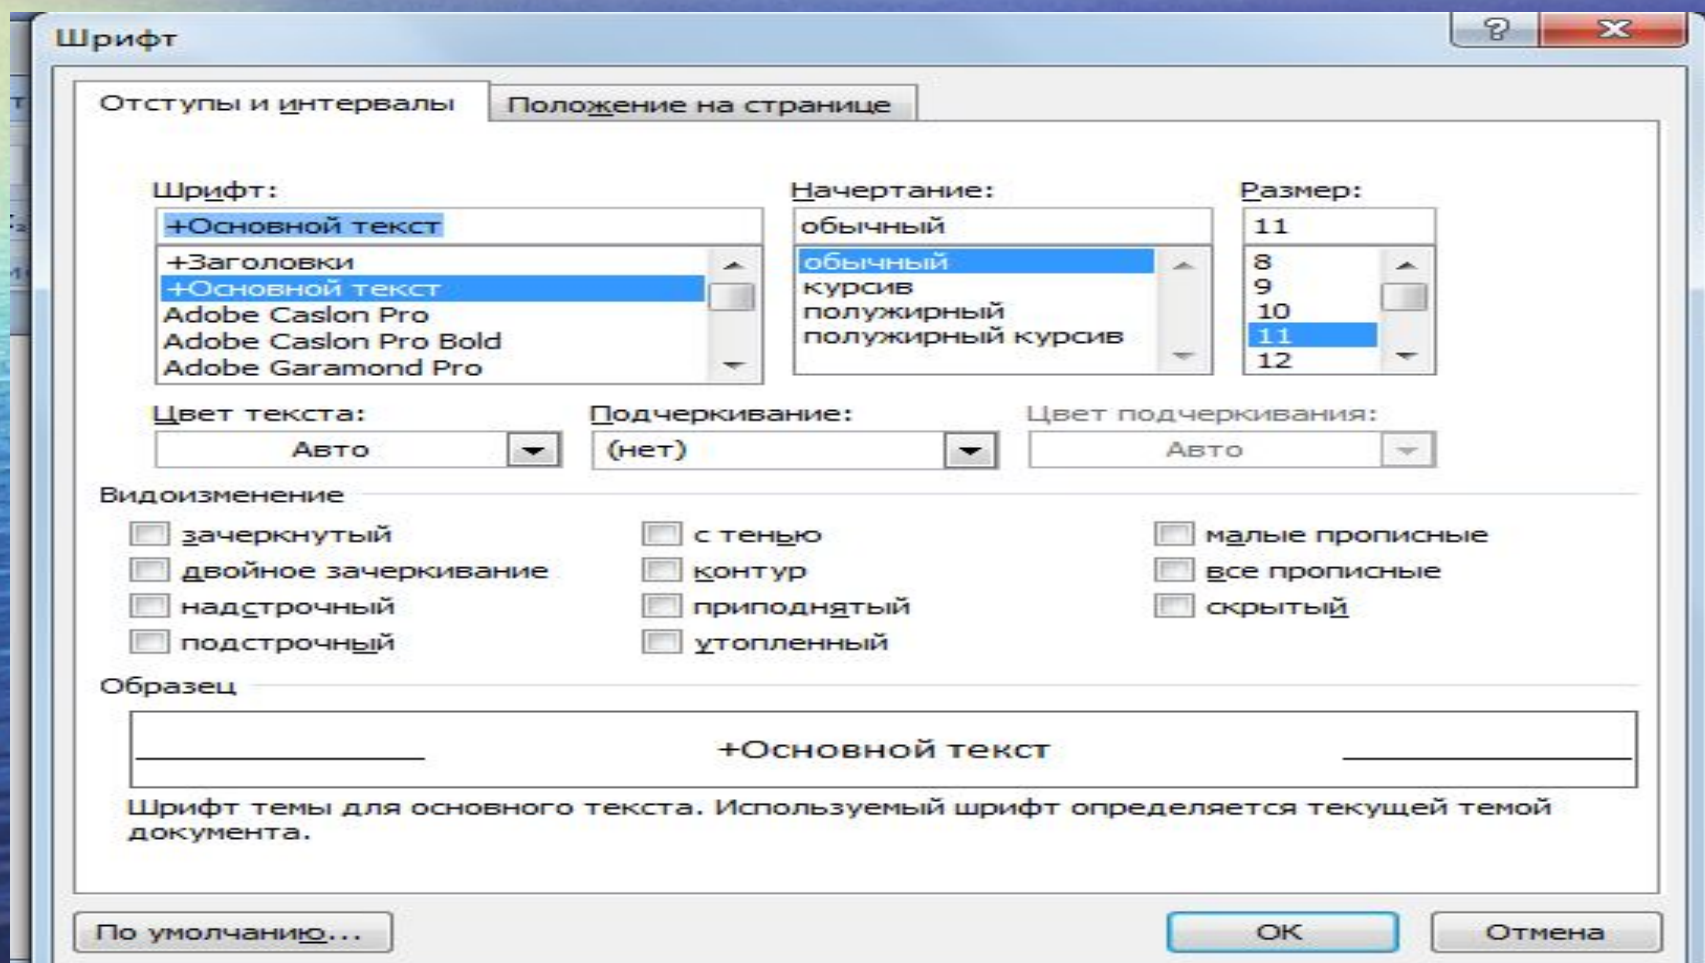 Шрифт
Отступы и интервалы Положение на странице
Шрифт: Начертание: Размер:
+Основной текст обычный 11
+Заголовки обычный 8
+Основной текст курсив 9
Adobe Caslon Pro полужирный 10
Adobe Caslon Pro Bold полужирный курсив 11
Adobe Garamond Pro 12
Цвет текста: Подчеркивание: Цвет подчеркивания:
Авто (нет) Авто
Видоизменение
зачеркнутый с тенью малые прописные
двойное зачеркивание контур все прописные
надстрочный приподнятый скрытый
подстрочный утопленный
Образец
+Основной текст
Шрифт темы для основного текста. Используемый шрифт определяется текущей темой
документа.
По умолчанию... ОК Отмена